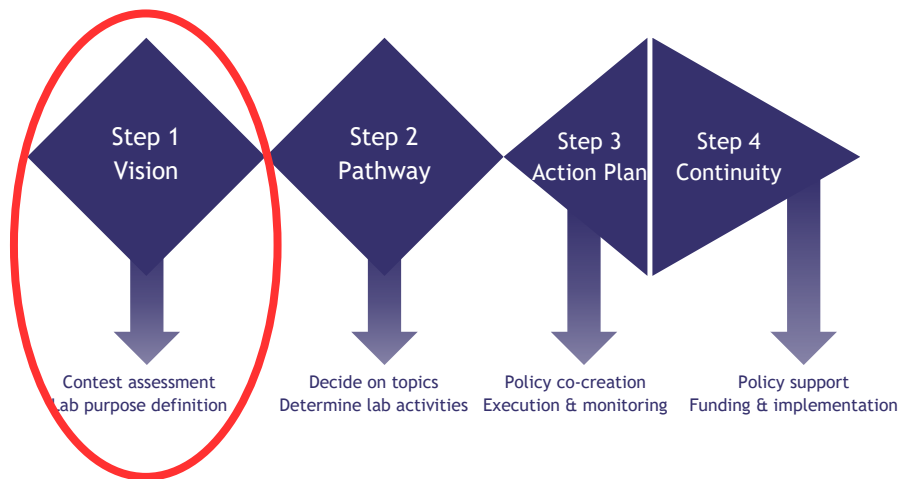 Step 1
Vision
Step 2
Pathway
Step 3
Action Plan
Step 4
Continuity
Contest assessment
Lab purpose definition
Decide on topics
Determine lab activities
Policy co-creation
Execution & monitoring
Policy support
Funding & implementation